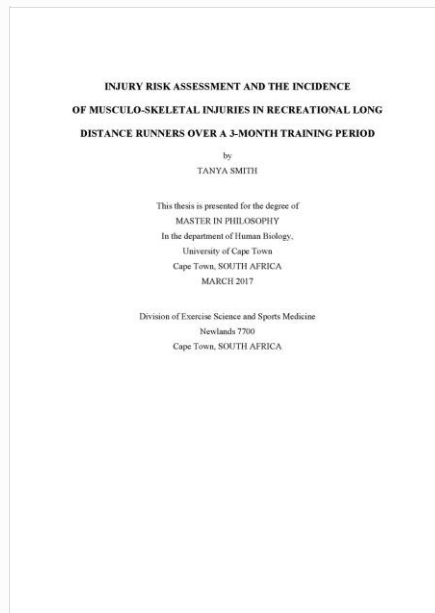 INJURY RISK ASSESSMENT AND THE INCIDENCE
OF MUSCULO-SKELETAL INJURIES IN RECREATIONAL LONG
DISTANCE RUNNERS OVER A 3-MONTH TRAINING PERIOD
by
TANYA SMITH
This thesis is presented for the degree of
MASTER IN PHILOSOPHY
In the department of Human Biology,
University of Cape Town
Cape Town, SOUTH AFRICA
MARCH 2017
Division of Exercise Science and Sports Medicine
Newlands 7700
Cape Town, SOUTH AFRICA